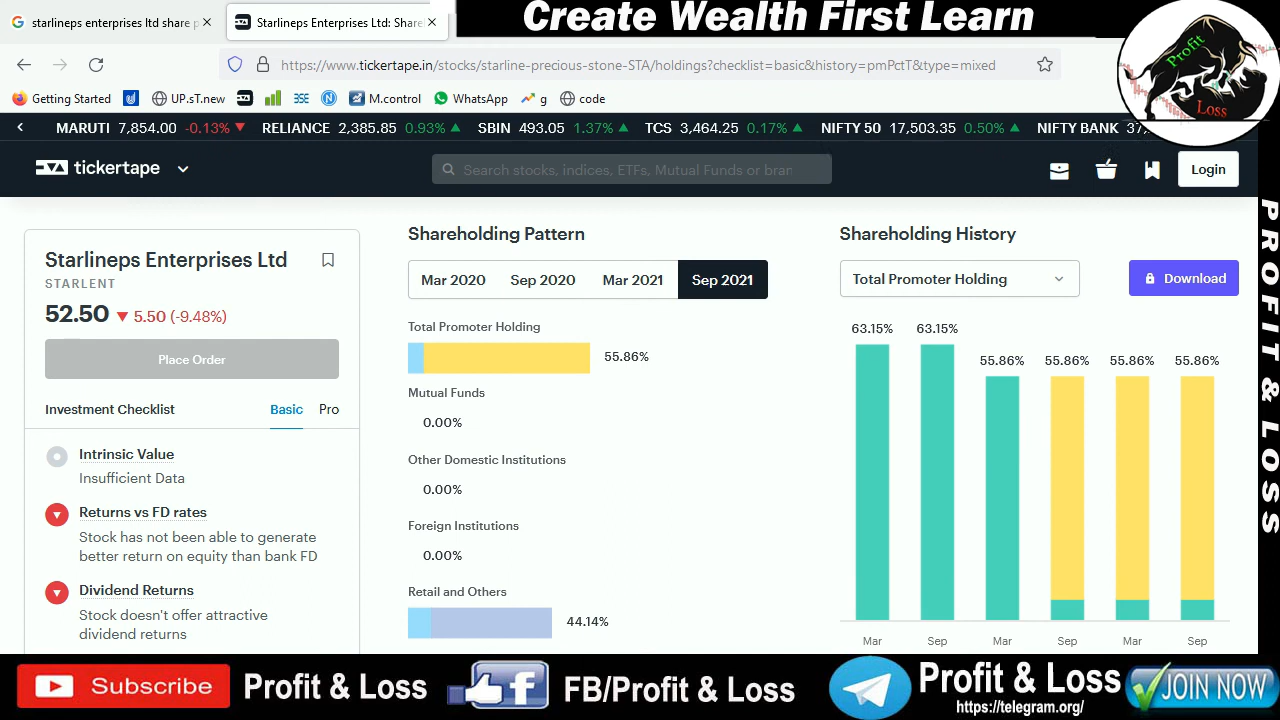 starlineps enterprises ltd share p
Starlineps Enterprises Ltd: Share
Create Wealth First Learn
https://www.tickertape.in/stocks/starline-precious-stone-STA/holdings?checklist=basic&history=pmPctT&type=mixed
Getting Started
UP.sT.new
M.control
WhatsApp
g
code
Profit
Loss
MARUTI 7,854.00 -0.13% RELIANCE 2,385.85 0.93% SBIN 493.05 1.37% TCS 3,464.25 0.17% NIFTY 50 17,503.35 0.50% NIFTY BANK 37,
tickertape
Search stocks, indices, ETFs, Mutual Funds or bran
Login
Starlineps Enterprises Ltd
STARLENT
52.50 5.50 (-9.48%)
Place Order
Investment Checklist Basic Pro
Intrinsic Value
Insufficient Data
Returns vs FD rates
Stock has not been able to generate
better return on equity than bank FD
Dividend Returns
Stock doesn't offer attractive
dividend returns
Shareholding Pattern
Mar 2020 Sep 2020 Mar 2021 Sep 2021
Total Promoter Holding
55.86%
Mutual Funds
0.00%
Other Domestic Institutions
0.00%
Foreign Institutions
0.00%
Retail and Others
44.14%
Shareholding History
Total Promoter Holding
Download
63.15% 63.15% 55.86% 55.86% 55.86% 55.86%
Mar Sep Mar Sep Mar Sep
PROFIT & LOSS
Subscribe
Profit & Loss
FB/Profit & Loss
Profit & Loss
https://telegram.org/
JOIN NOW